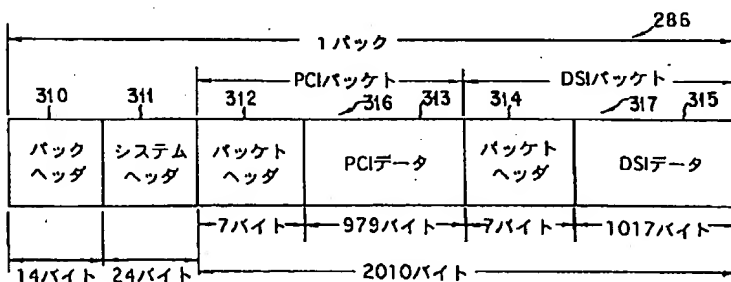 286
1パック
PCIパケット
DSIパケット
310
311
312
316
313
314
317
315
パック
ヘッダ
システム
ヘッダ
パケット
ヘッダ
PCIデータ
パケット
ヘッダ
DSIデータ
7バイト
979バイト
7バイト
1017バイト
14バイト
24バイト
2010バイト